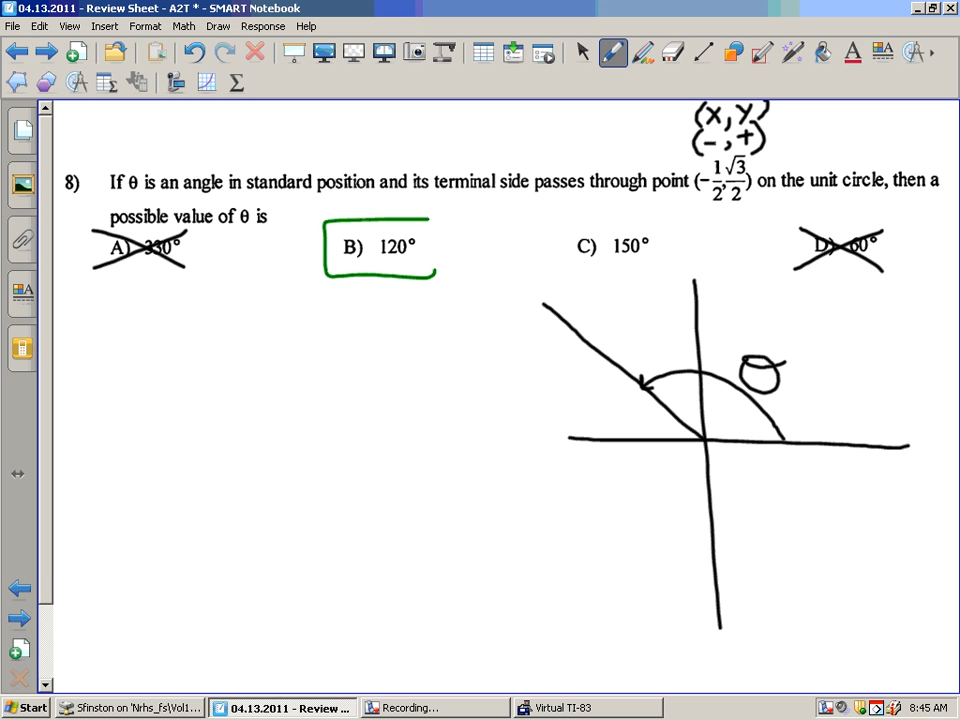 04.13.2011 - Review Sheet - A2T * - SMART Notebook
File Edit View Insert Format Math Draw Response Help
(x, y)
(-, +)
8) If θ is an angle in standard position and its terminal side passes through point (-1/2, √3/2) on the unit circle, then a
possible value of θ is
A) 330° B) 120° C) 150° D) 60°
θ
Start Sfinston on 'Nrhs_fs\Vol1... 04.13.2011 - Review ... Recording... Virtual TI-83 8:45 AM